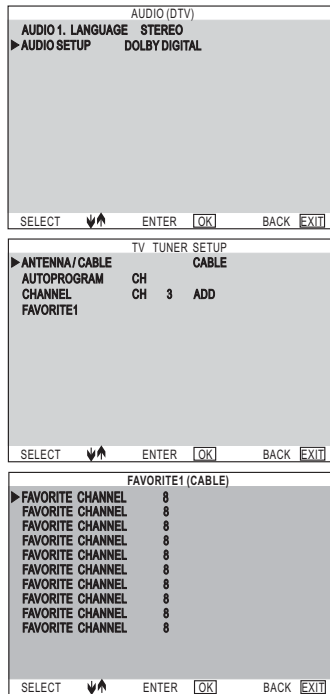 AUDIO (DTV)
AUDIO 1. LANGUAGE STEREO
AUDIO SETUP DOLBY DIGITAL
SELECT ENTER OK BACK EXIT
TV TUNER SETUP
ANTENNA / CABLE CABLE
AUTOPROGRAM CH
CHANNEL CH 3 ADD
FAVORITE1
SELECT ENTER OK BACK EXIT
FAVORITE1 (CABLE)
FAVORITE CHANNEL 8
FAVORITE CHANNEL 8
FAVORITE CHANNEL 8
FAVORITE CHANNEL 8
FAVORITE CHANNEL 8
FAVORITE CHANNEL 8
FAVORITE CHANNEL 8
FAVORITE CHANNEL 8
FAVORITE CHANNEL 8
FAVORITE CHANNEL 8
SELECT ENTER OK BACK EXIT